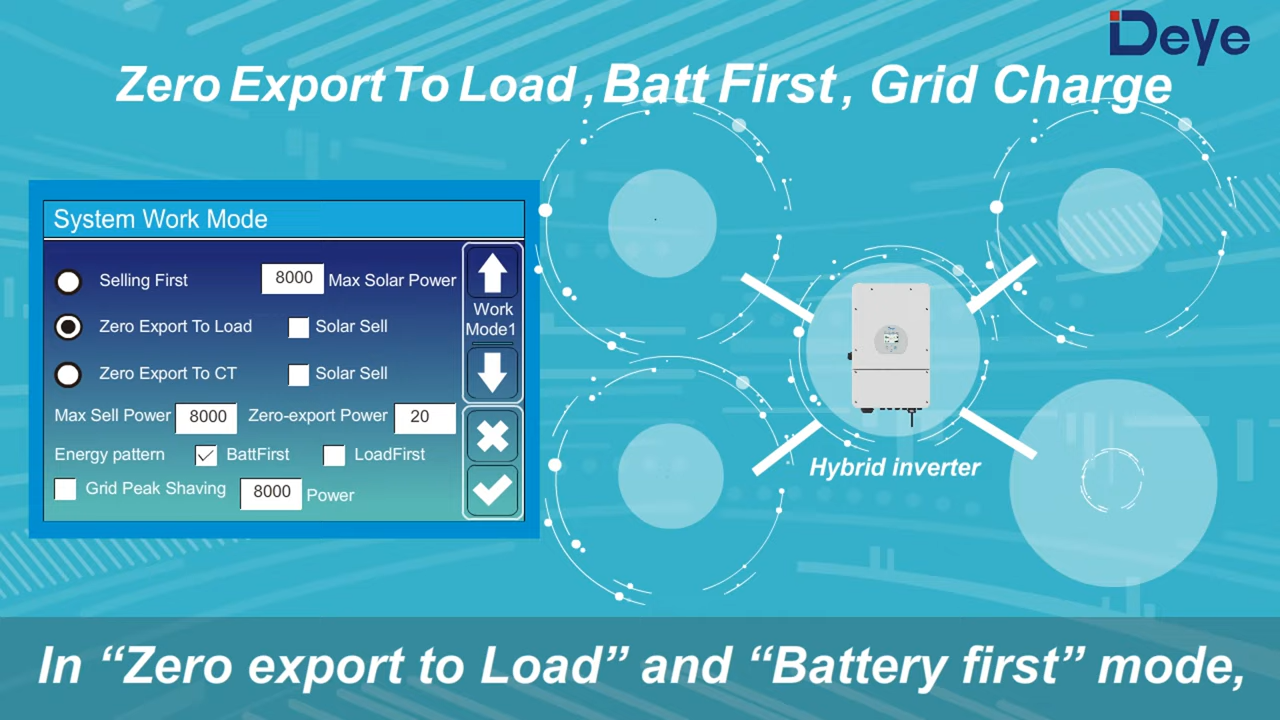 Deye
Zero Export To Load , Batt First , Grid Charge
System Work Mode
Selling First 8000 Max Solar Power
Zero Export To Load Solar Sell
Work
Mode1
Zero Export To CT Solar Sell
Max Sell Power 8000 Zero-export Power 20
Energy pattern BattFirst LoadFirst
Grid Peak Shaving 8000 Power
Hybrid inverter
In “Zero export to Load” and “Battery first” mode,